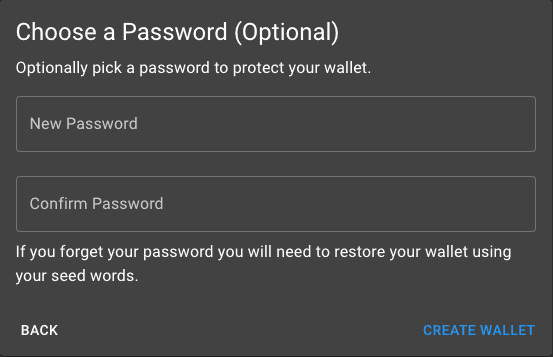 Choose a Password (Optional)
Optionally pick a password to protect your wallet.
New Password
Confirm Password
If you forget your password you will need to restore your wallet using
your seed words.
BACK
CREATE WALLET